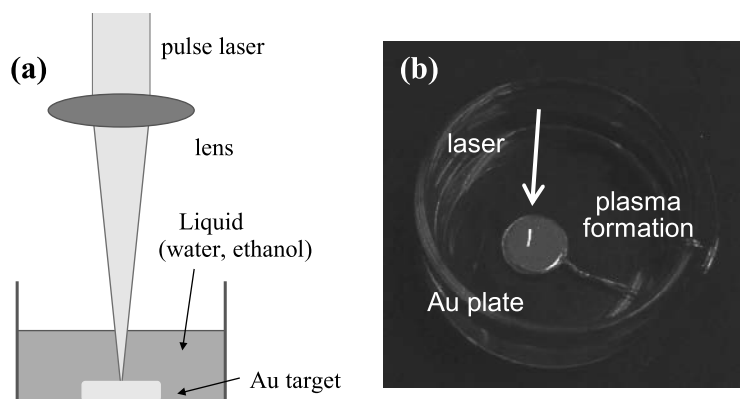 (a)
pulse laser
lens
Liquid
(water, ethanol)
Au target
(b)
laser
plasma
formation
Au plate